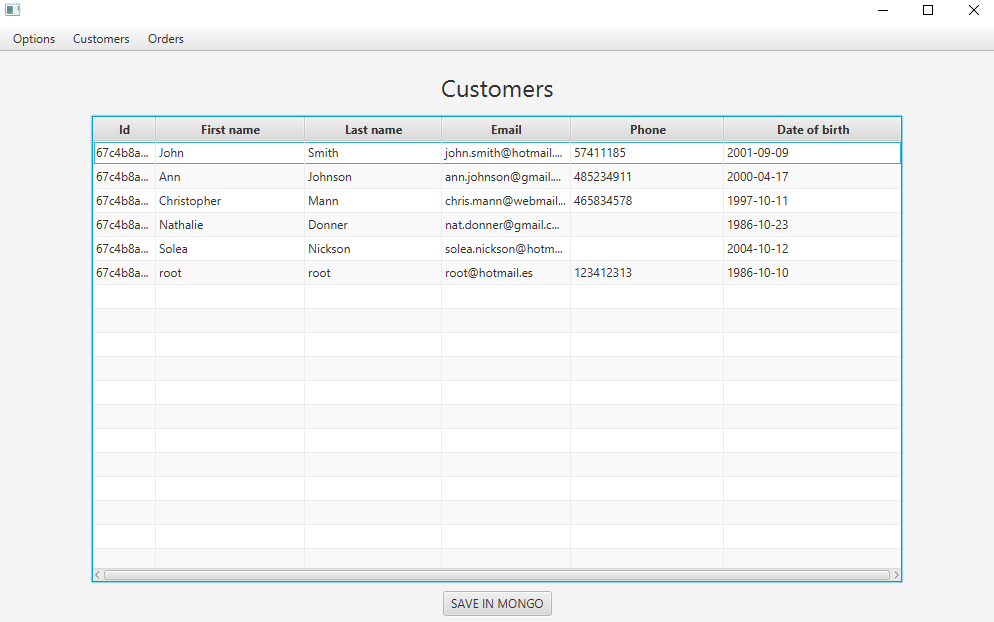 Options Customers Orders
Customers
Id First name Last name Email Phone Date of birth
67c4b8a... John Smith john.smith@hotmail.... 57411185 2001-09-09
67c4b8a... Ann Johnson ann.johnson@gmail.... 485234911 2000-04-17
67c4b8a... Christopher Mann chris.mann@webmail... 465834578 1997-10-11
67c4b8a... Nathalie Donner nat.donner@gmail.c... 1986-10-23
67c4b8a... Solea Nickson solea.nickson@hotm... 2004-10-12
67c4b8a... root root root@hotmail.es 123412313 1986-10-10
SAVE IN MONGO